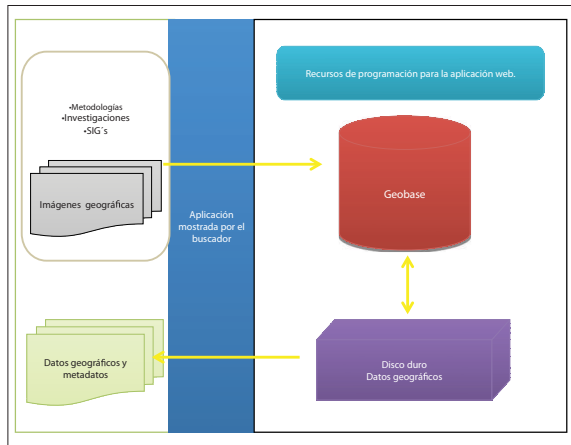 •Metodologías
•Investigaciones
•SIG´s
Imágenes geográficas
Aplicación
mostrada por el
buscador
Recursos de programación para la aplicación web.
Geobase
Datos geográficos y
metadatos
Disco duro
Datos geográficos